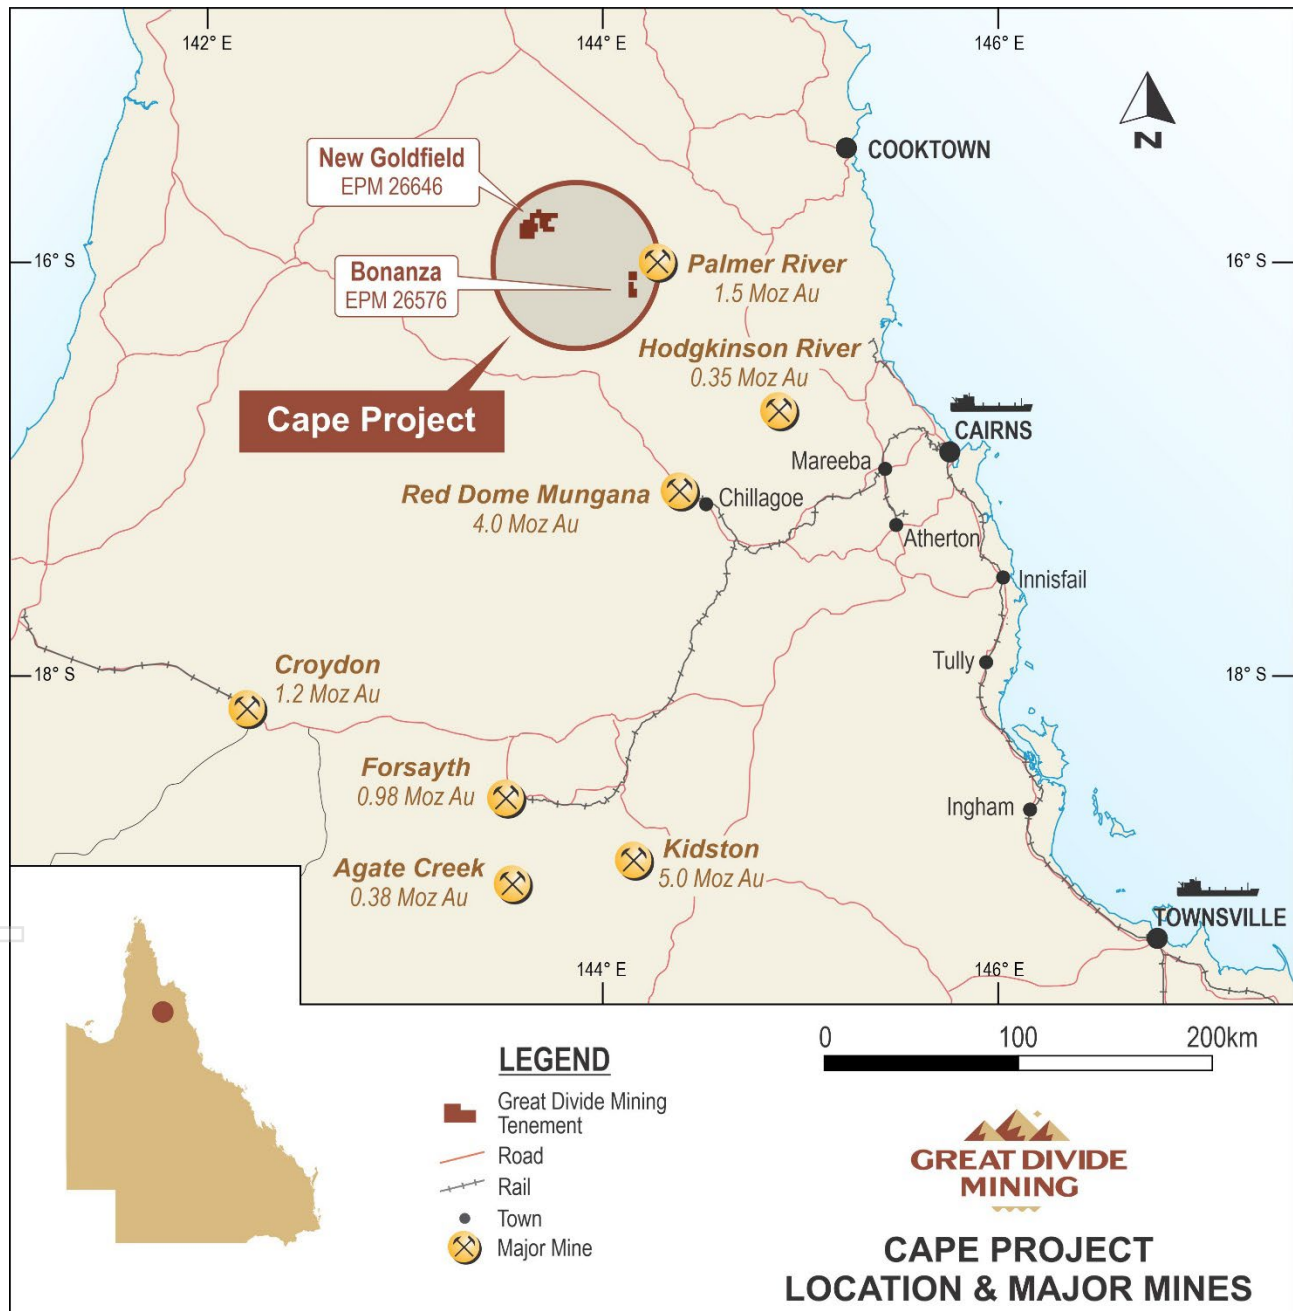 142° E
144° E
146° E
N
COOKTOWN
New Goldfield
EPM 26646
16° S
16° S
Bonanza
EPM 26576
Palmer River
1.5 Moz Au
Hodgkinson River
0.35 Moz Au
Cape Project
CAIRNS
Mareeba
Red Dome Mungana
4.0 Moz Au
Chillagoe
Atherton
Innisfail
Tully
18° S
18° S
Croydon
1.2 Moz Au
Forsayth
0.98 Moz Au
Ingham
Agate Creek
0.38 Moz Au
Kidston
5.0 Moz Au
TOWNSVILLE
144° E
146° E
0 100 200km
LEGEND
Great Divide Mining
Tenement
Road
Rail
Town
Major Mine
GREAT DIVIDE
MINING
CAPE PROJECT
LOCATION & MAJOR MINES